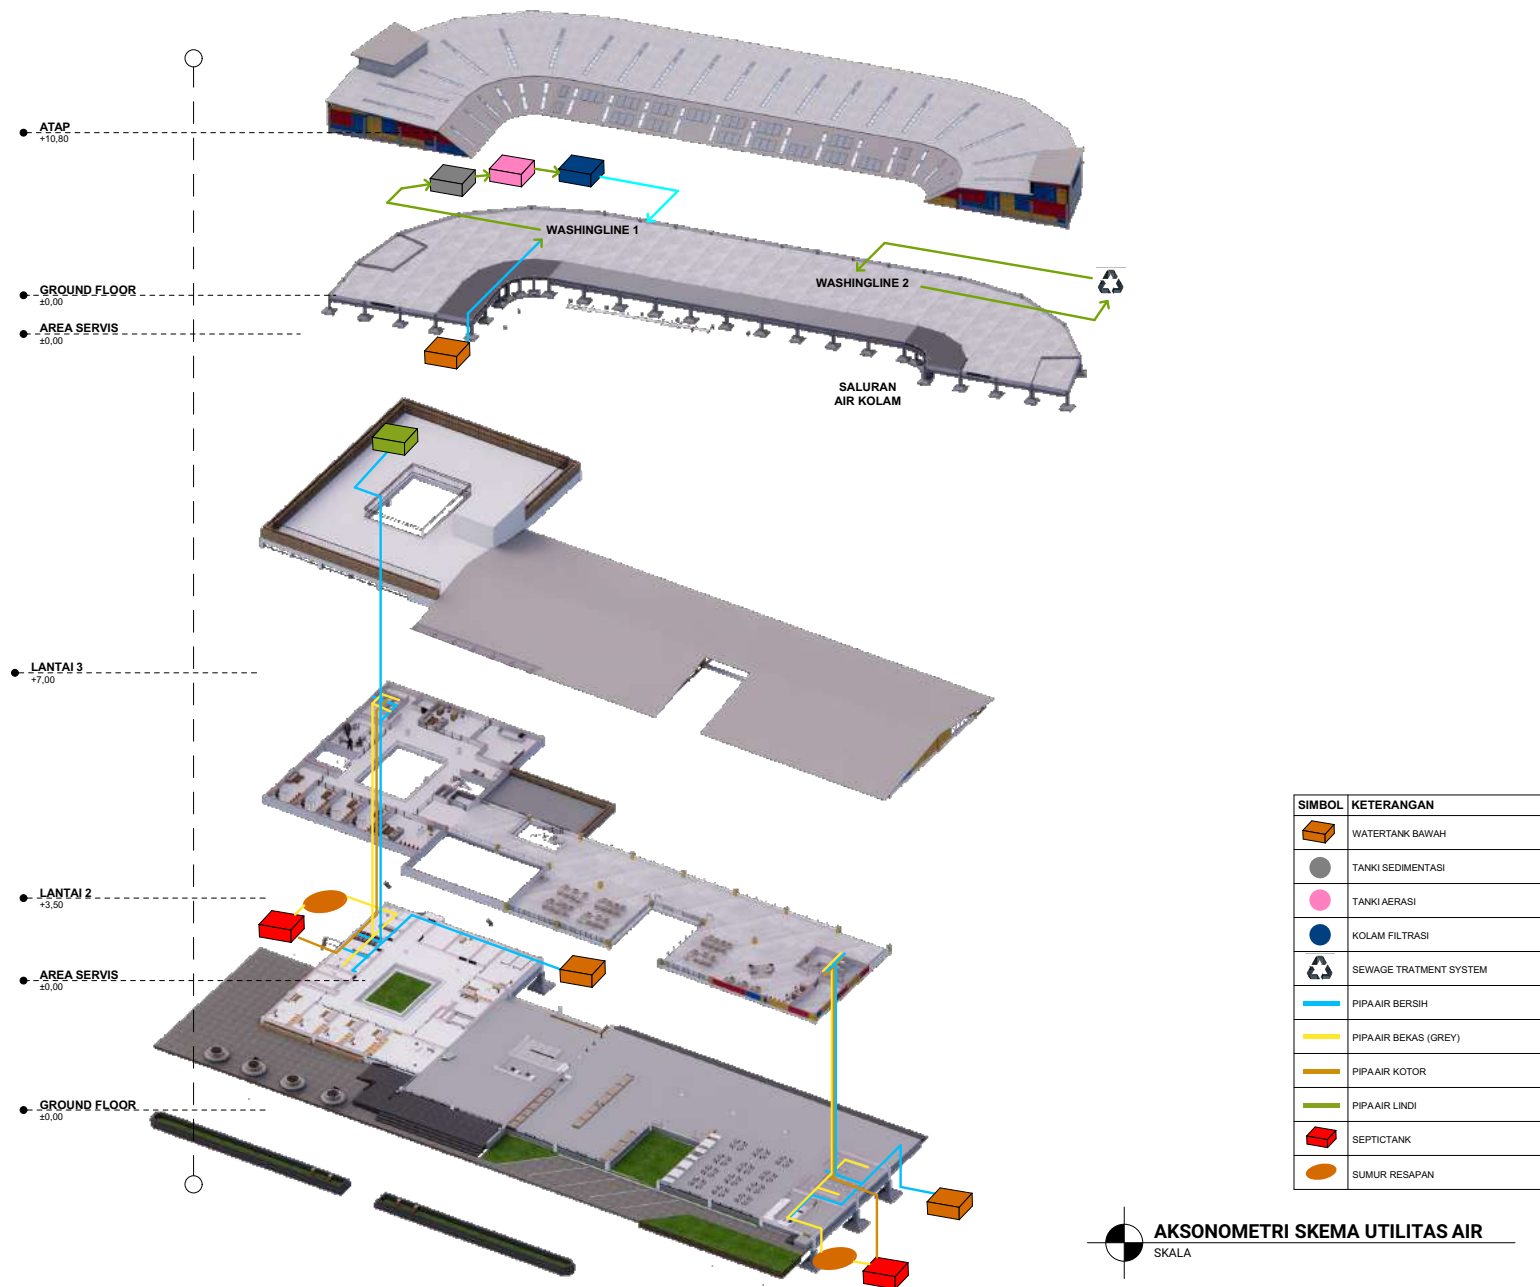 ATAP
+10,80
WASHINGLINE 1
WASHINGLINE 2
GROUND FLOOR
±0,00
AREA SERVIS
±0,00
SALURAN
AIR KOLAM
LANTAI 3
+7,00
LANTAI 2
+3,50
AREA SERVIS
±0,00
GROUND FLOOR
±0,00
SIMBOL KETERANGAN
WATERTANK BAWAH
TANKI SEDIMENTASI
TANKI AERASI
KOLAM FILTRASI
SEWAGE TRATMENT SYSTEM
PIPA AIR BERSIH
PIPA AIR BEKAS (GREY)
PIPA AIR KOTOR
PIPA AIR LINDI
SEPTICTANK
SUMUR RESAPAN
AKSONOMETRI SKEMA UTILITAS AIR
SKALA